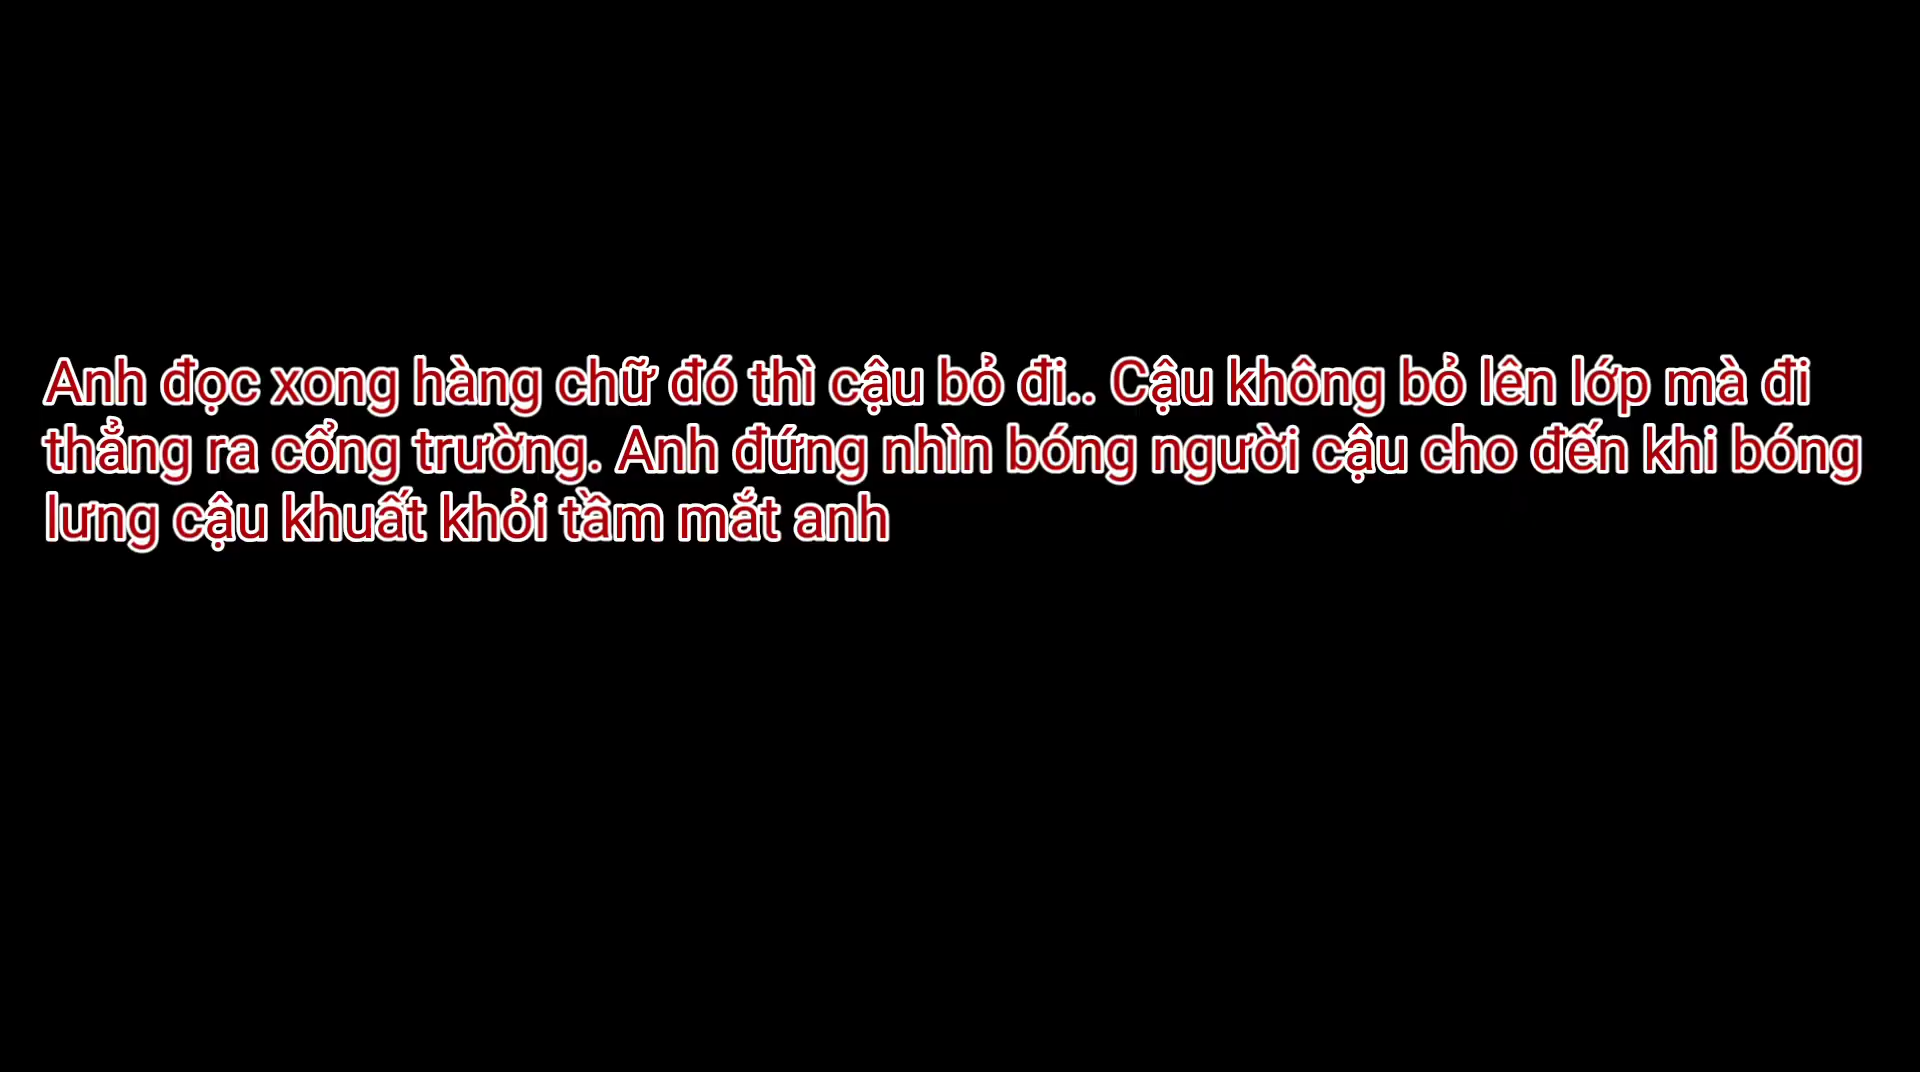 Anh đọc xong hàng chữ đó thì cậu bỏ đi.. Cậu không bỏ lên lớp mà đi
thẳng ra cổng trường. Anh đứng nhìn bóng người cậu cho đến khi bóng
lưng cậu khuất khỏi tầm mắt anh